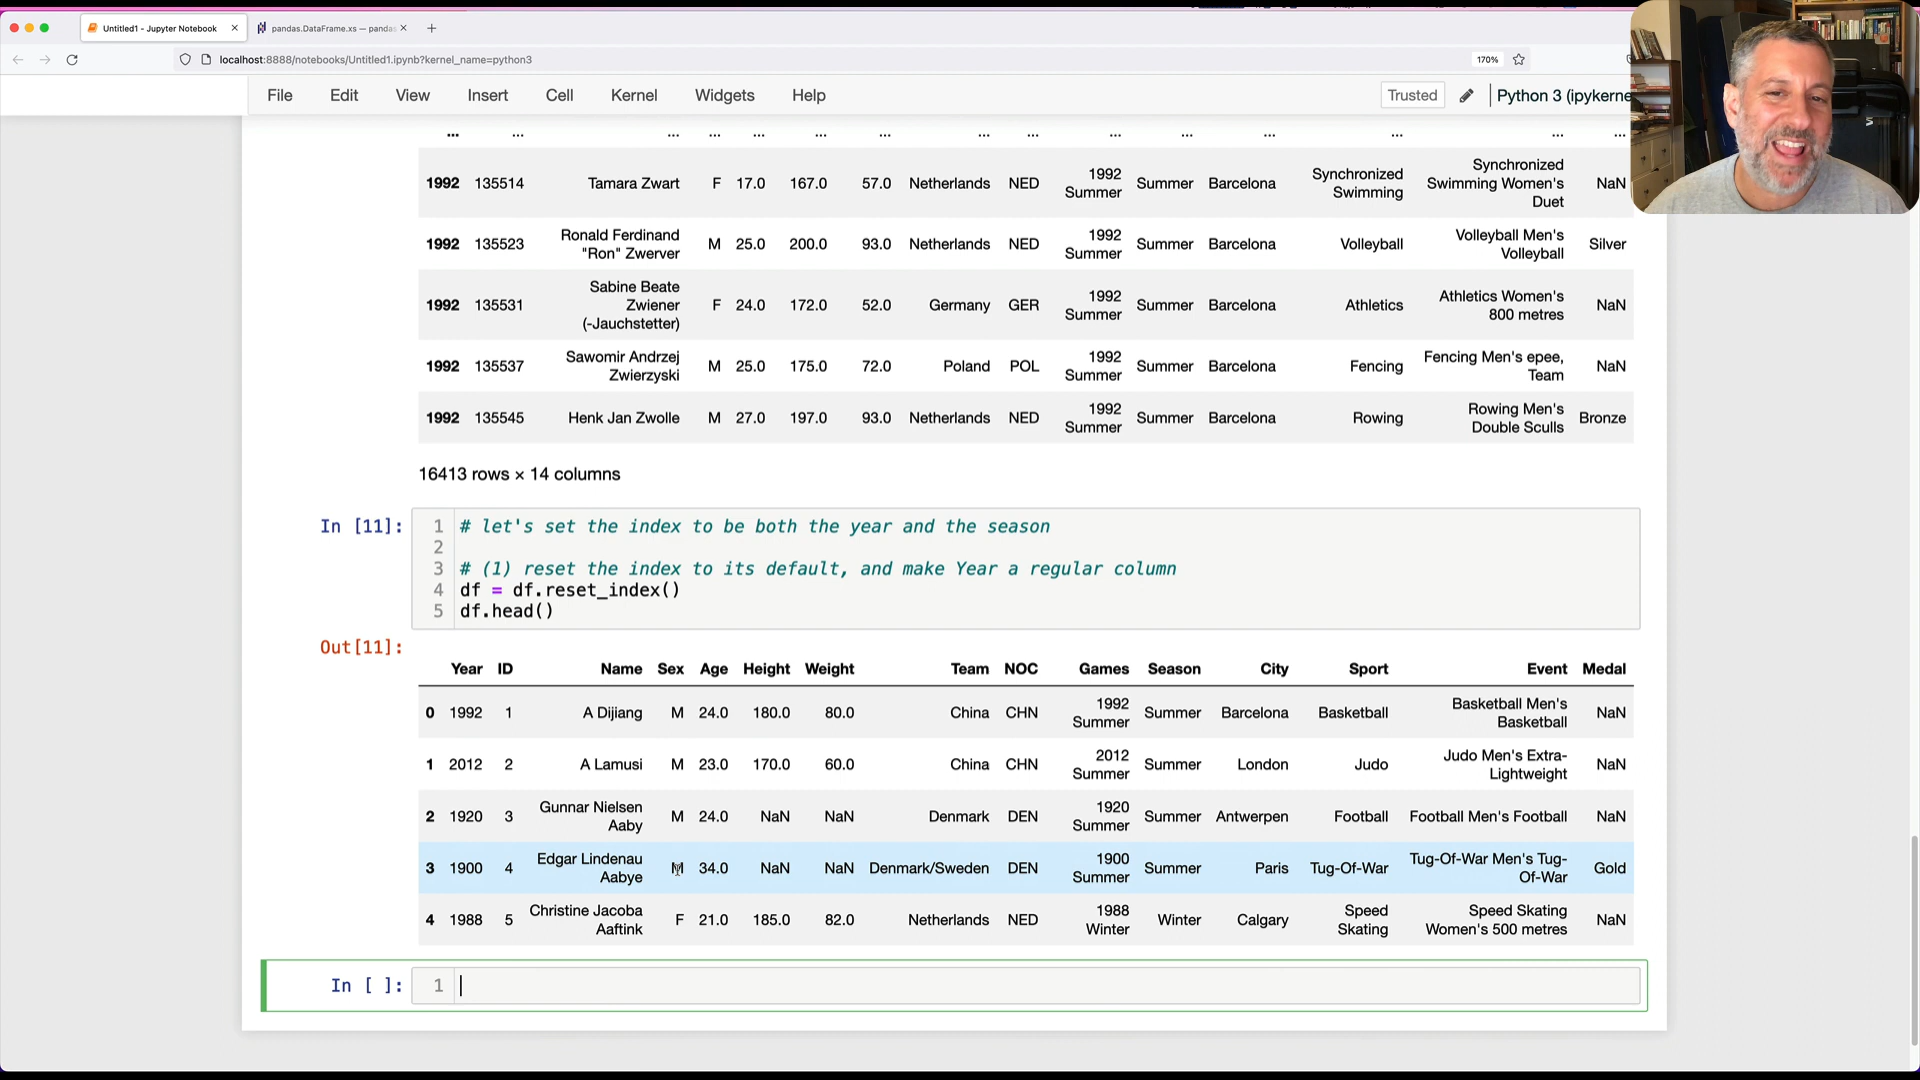 Untitled1 - Jupyter Notebook
pandas.DataFrame.xs — pandas
localhost:8888/notebooks/Untitled1.ipynb?kernel_name=python3
170%
File Edit View Insert Cell Kernel Widgets Help
Trusted
Python 3 (ipykerne
... ... ... ... ... ... ... ... ... ... ... ... ... ... ...
1992 135514 Tamara Zwart F 17.0 167.0 57.0 Netherlands NED 1992 Summer Summer Barcelona Synchronized Swimming Synchronized Swimming Women's Duet NaN
1992 135523 Ronald Ferdinand "Ron" Zwerver M 25.0 200.0 93.0 Netherlands NED 1992 Summer Summer Barcelona Volleyball Volleyball Men's Volleyball Silver
1992 135531 Sabine Beate Zwiener (-Jauchstetter) F 24.0 172.0 52.0 Germany GER 1992 Summer Summer Barcelona Athletics Athletics Women's 800 metres NaN
1992 135537 Sawomir Andrzej Zwierzyski M 25.0 175.0 72.0 Poland POL 1992 Summer Summer Barcelona Fencing Fencing Men's epee, Team NaN
1992 135545 Henk Jan Zwolle M 27.0 197.0 93.0 Netherlands NED 1992 Summer Summer Barcelona Rowing Rowing Men's Double Sculls Bronze
16413 rows × 14 columns
In [11]:
1 # let's set the index to be both the year and the season
2
3 # (1) reset the index to its default, and make Year a regular column
4 df = df.reset_index()
5 df.head()
Out[11]:
Year ID Name Sex Age Height Weight Team NOC Games Season City Sport Event Medal
0 1992 1 A Dijiang M 24.0 180.0 80.0 China CHN 1992 Summer Summer Barcelona Basketball Basketball Men's Basketball NaN
1 2012 2 A Lamusi M 23.0 170.0 60.0 China CHN 2012 Summer Summer London Judo Judo Men's Extra-Lightweight NaN
2 1920 3 Gunnar Nielsen Aaby M 24.0 NaN NaN Denmark DEN 1920 Summer Summer Antwerpen Football Football Men's Football NaN
3 1900 4 Edgar Lindenau Aabye M 34.0 NaN NaN Denmark/Sweden DEN 1900 Summer Summer Paris Tug-Of-War Tug-Of-War Men's Tug-Of-War Gold
4 1988 5 Christine Jacoba Aaftink F 21.0 185.0 82.0 Netherlands NED 1988 Winter Winter Calgary Speed Skating Speed Skating Women's 500 metres NaN
In [ ]:
1